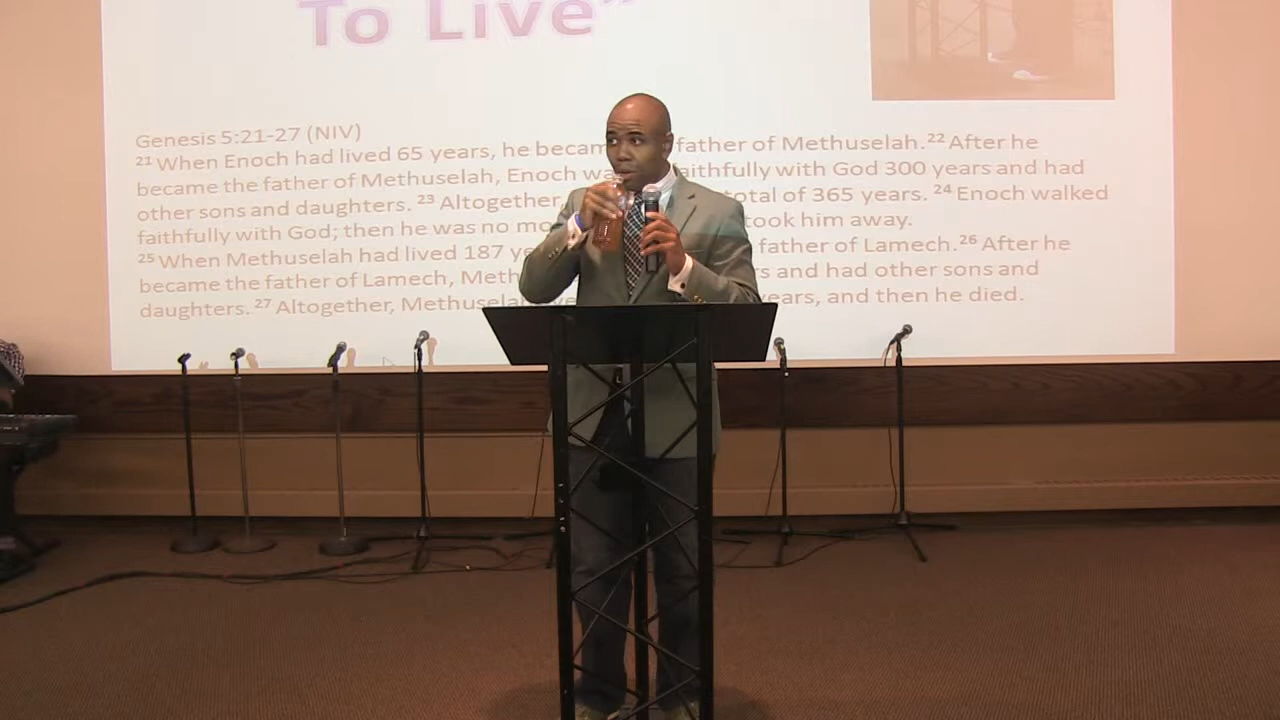 To Live"
Genesis 5:21-27 (NIV)
21 When Enoch had lived 65 years, he becam father of Methuselah. 22 After he
became the father of Methuselah, Enoch wa faithfully with God 300 years and had
other sons and daughters. 23 Altogether, total of 365 years. 24 Enoch walked
faithfully with God; then he was no mo took him away.
25 When Methuselah had lived 187 ye father of Lamech. 26 After he
became the father of Lamech, Meth rs and had other sons and
daughters. 27 Altogether, Methuselah years, and then he died.